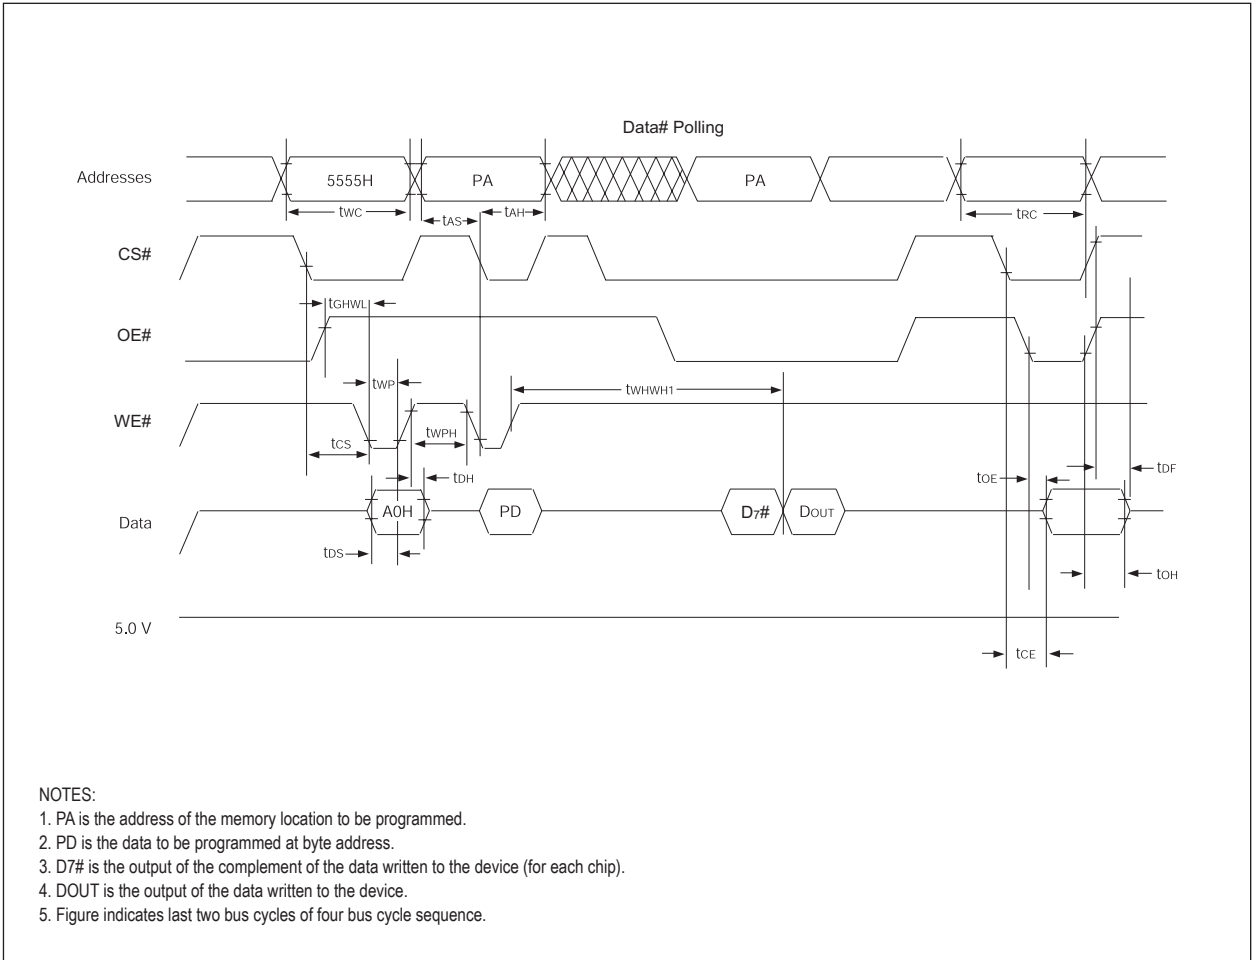 Data# Polling
Addresses 5555H PA PA
tWC tAS tAH tRC
CS#
tGHWL
OE#
tWP tWHWH1
WE#
tCS tWPH
tDH tOE tDF
Data A0H PD D7# DOUT
tDS tOH
5.0 V
tCE
NOTES:
1. PA is the address of the memory location to be programmed.
2. PD is the data to be programmed at byte address.
3. D7# is the output of the complement of the data written to the device (for each chip).
4. DOUT is the output of the data written to the device.
5. Figure indicates last two bus cycles of four bus cycle sequence.